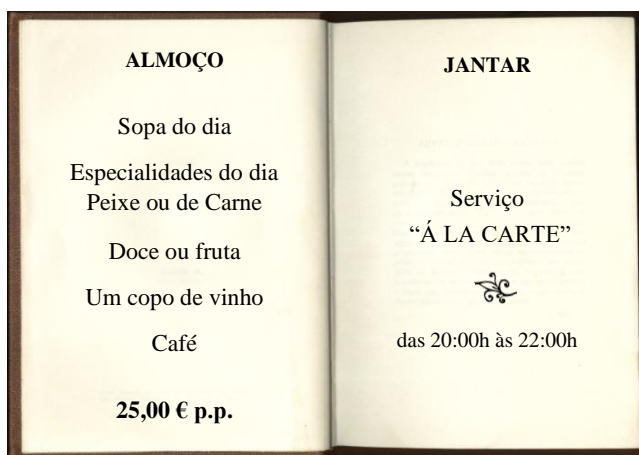 ALMOÇO
Sopa do dia
Especialidades do dia
Peixe ou de Carne
Doce ou fruta
Um copo de vinho
Café
25,00 € p.p.
JANTAR
Serviço
“Á LA CARTE”
das 20:00h às 22:00h